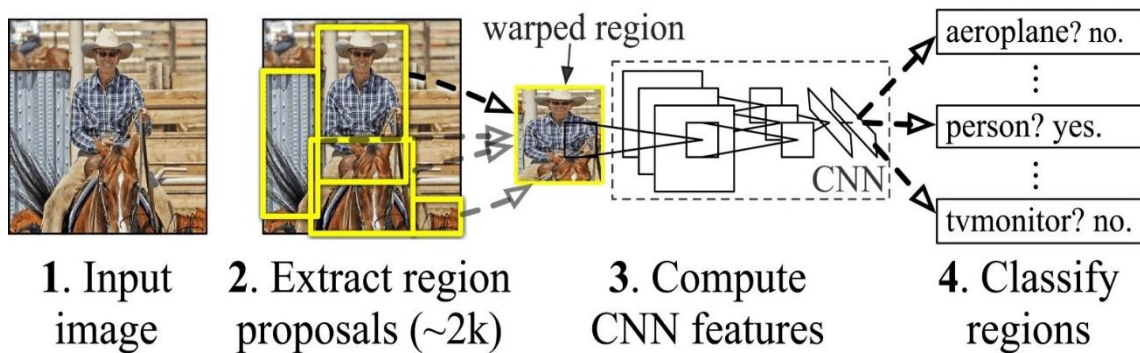 warped region
aeroplane? no.
⋮
person? yes.
CNN
⋮
tvmonitor? no.
1. Input
image
2. Extract region
proposals (~2k)
3. Compute
CNN features
4. Classify
regions